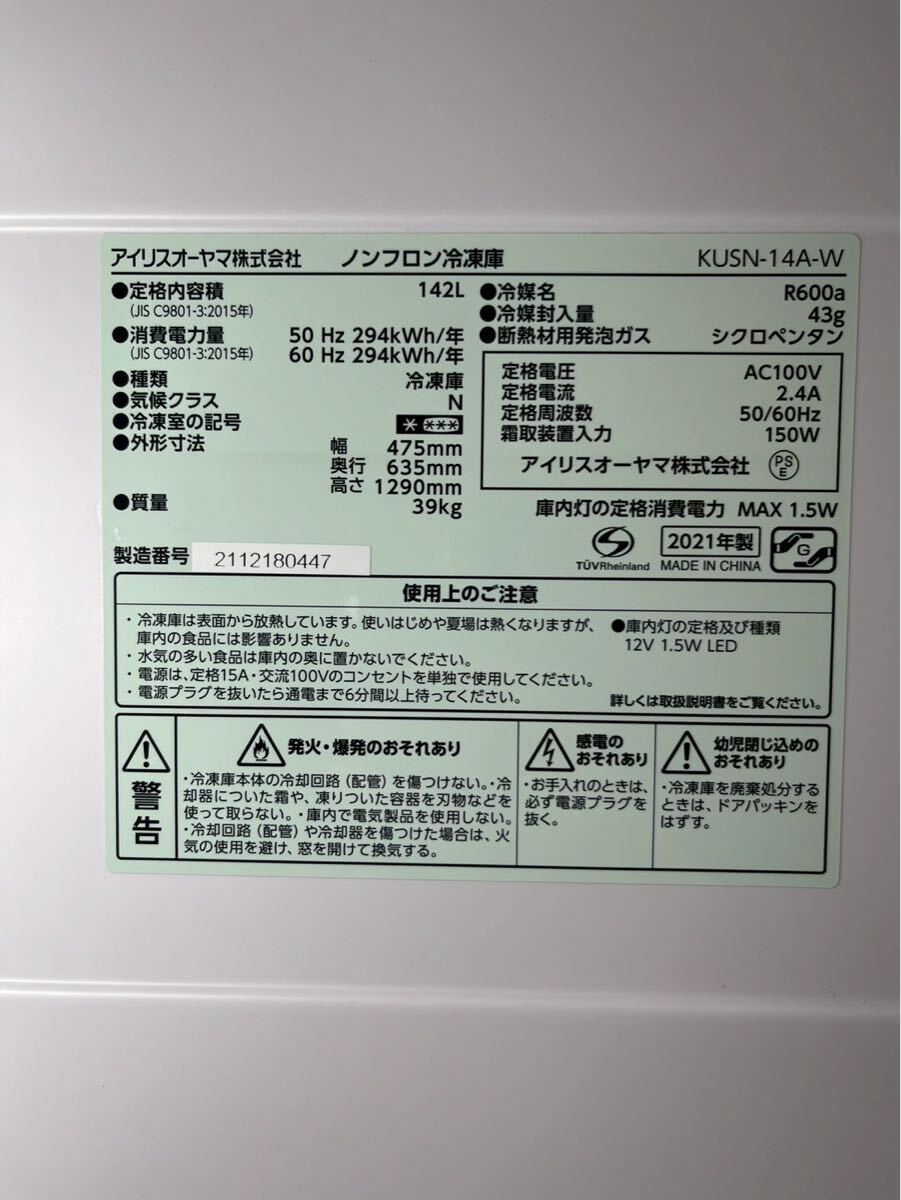 アイリスオーヤマ株式会社 ノンフロン冷凍庫 KUSN-14A-W
●定格内容積 142L
(JIS C9801-3:2015年)
●消費電力量 50 Hz 294kWh/年
(JIS C9801-3:2015年) 60 Hz 294kWh/年
●種類 冷凍庫
●気候クラス N
●冷凍室の記号 * ***
●外形寸法 幅 475mm
奥行 635mm
高さ 1290mm
●質量 39kg
●冷媒名 R600a
●冷媒封入量 43g
●断熱材用発泡ガス シクロペンタン
定格電圧 AC100V
定格電流 2.4A
定格周波数 50/60Hz
霜取装置入力 150W
アイリスオーヤマ株式会社 PSE
庫内灯の定格消費電力 MAX 1.5W
製造番号 2112180447
TÜVRheinland
2021年製
MADE IN CHINA
G
使用上のご注意
・冷凍庫は表面から放熱しています。使いはじめや夏場は熱くなりますが、
庫内の食品には影響ありません。
・水気の多い食品は庫内の奥に置かないでください。
・電源は、定格15A・交流100Vのコンセントを単独で使用してください。
・電源プラグを抜いたら通電まで6分間以上待ってください。
●庫内灯の定格及び種類
12V 1.5W LED
詳しくは取扱説明書をご覧ください。
警告
発火・爆発のおそれあり
・冷凍庫本体の冷却回路（配管）を傷つけない。・冷
却器についた霜や、凍りついた容器を刃物などを
使って取らない。・庫内で電気製品を使用しない。
・冷却回路（配管）や冷却器を傷つけた場合は、火
気の使用を避け、窓を開けて換気する。
感電の
おそれあり
・お手入れのときは、
必ず電源プラグを
抜く。
幼児閉じ込めの
おそれあり
・冷凍庫を廃棄処分する
ときは、ドアパッキンを
はずす。